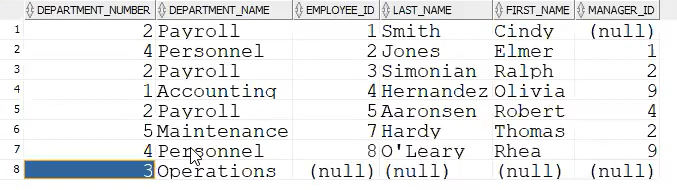 DEPARTMENT_NUMBER DEPARTMENT_NAME EMPLOYEE_ID LAST_NAME FIRST_NAME MANAGER_ID
1 2 Payroll 1 Smith Cindy (null)
2 4 Personnel 2 Jones Elmer 1
3 2 Payroll 3 Simonian Ralph 2
4 1 Accounting 4 Hernandez Olivia 9
5 2 Payroll 5 Aaronsen Robert 4
6 5 Maintenance 7 Hardy Thomas 2
7 4 Personnel 8 O'Leary Rhea 9
8 3 Operations (null) (null) (null) (null)